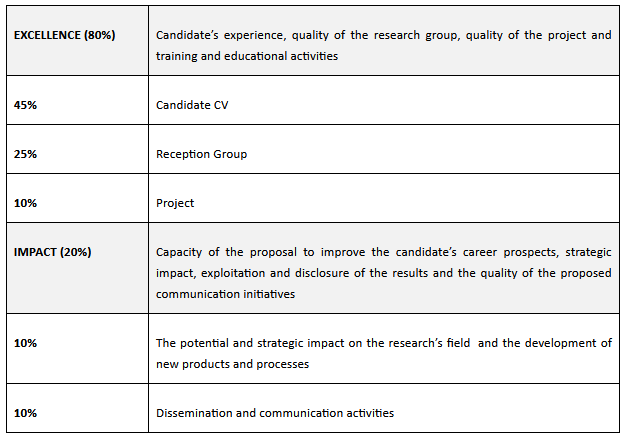 EXCELLENCE (80%)
Candidate's experience, quality of the research group, quality of the project and
training and educational activities
45%
Candidate CV
25%
Reception Group
10%
Project
IMPACT (20%)
Capacity of the proposal to improve the candidate's career prospects, strategic
impact, exploitation and disclosure of the results and the quality of the proposed
communication initiatives
10%
The potential and strategic impact on the research's field and the development of
new products and processes
10%
Dissemination and communication activities